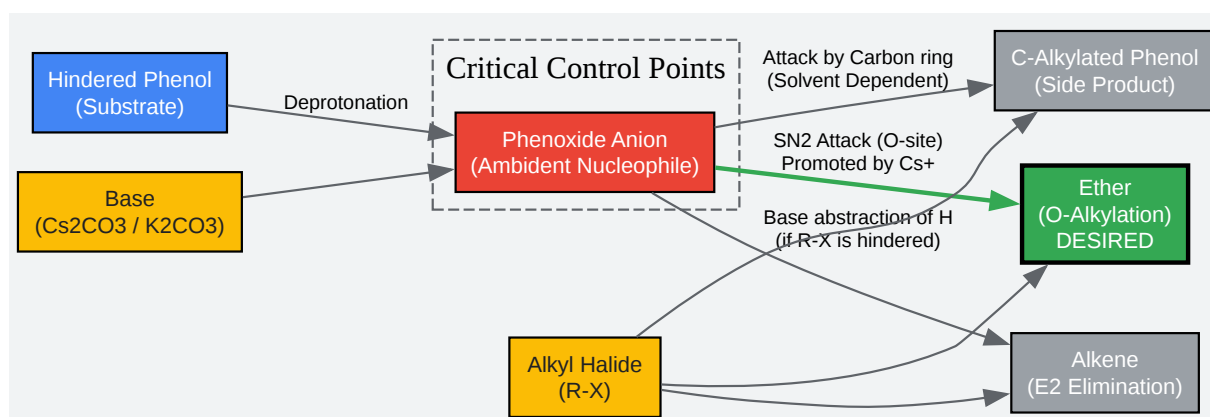 Hindered Phenol
(Substrate)
Base
(Cs2CO3 / K2CO3)
Deprotonation
Critical Control Points
Phenoxide Anion
(Ambident Nucleophile)
Attack by Carbon ring
(Solvent Dependent)
SN2 Attack (O-site)
Promoted by Cs+
Base abstraction of H
(if R-X is hindered)
Alkyl Halide
(R-X)
C-Alkylated Phenol
(Side Product)
Ether
(O-Alkylation)
DESIRED
Alkene
(E2 Elimination)